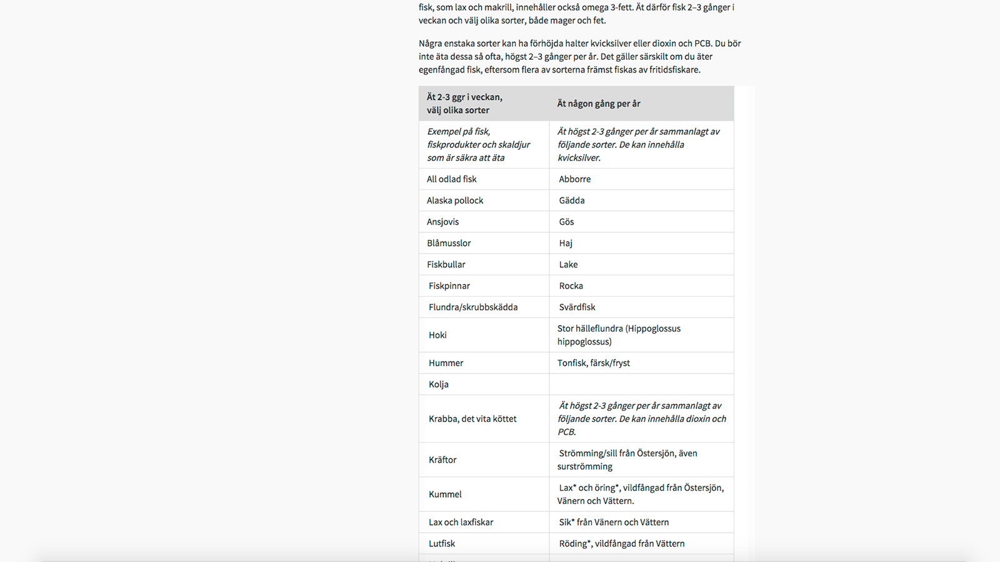 fisk, som lax och makrill, innehåller också omega 3-fett. Ät därför fisk 2–3 gånger i
veckan och välj olika sorter, både mager och fet.
Några enstaka sorter kan ha förhöjda halter kvicksilver eller dioxin och PCB. Du bör
inte äta dessa så ofta, högst 2–3 gånger per år. Det gäller särskilt om du äter
egenfångad fisk, eftersom flera av sorterna främst fiskas av fritidsfiskare.
Ät 2-3 ggr i veckan,
välj olika sorter
Ät någon gång per år
Exempel på fisk,
fiskprodukter och skaldjur
som är säkra att äta
Ät högst 2-3 gånger per år sammanlagt av
följande sorter. De kan innehålla
kvicksilver.
All odlad fisk
Abborre
Alaska pollock
Gädda
Ansjovis
Gös
Blåmusslor
Haj
Fiskbullar
Lake
Fiskpinnar
Rocka
Flundra/skrubbskädda
Svärdfisk
Hoki
Stor hälleflundra (Hippoglossus
hippoglossus)
Hummer
Tonfisk, färsk/fryst
Kolja
Krabba, det vita köttet
Ät högst 2-3 gånger per år sammanlagt av
följande sorter. De kan innehålla dioxin och
PCB.
Kräftor
Strömming/sill från Östersjön, även
surströmming
Kummel
Lax* och öring*, vildfångad från Östersjön,
Vänern och Vättern.
Lax och laxfiskar
Sik* från Vänern och Vättern
Lutfisk
Röding*, vildfångad från Vättern